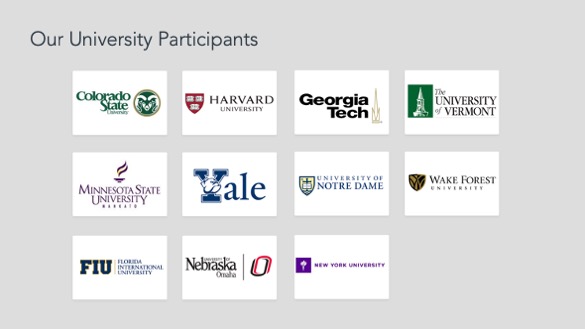 Our University Participants
Colorado
State
University
HARVARD
UNIVERSITY
Georgia
Tech
The
UNIVERSITY
of VERMONT
MINNESOTA STATE
UNIVERSITY
MANKATO
Yale
UNIVERSITY OF
NOTRE DAME
WAKE FOREST
UNIVERSITY
FIU
FLORIDA
INTERNATIONAL
UNIVERSITY
UNIVERSITY OF
Nebraska
Omaha
O
NEW YORK UNIVERSITY